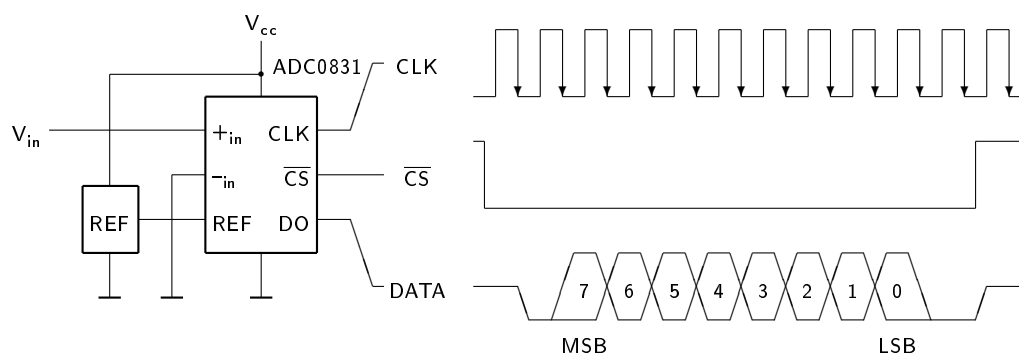 Vcc
ADC0831
CLK
Vin
+in
CLK
−in
CS
CS
REF
REF
DO
DATA
7 6 5 4 3 2 1 0
MSB
LSB